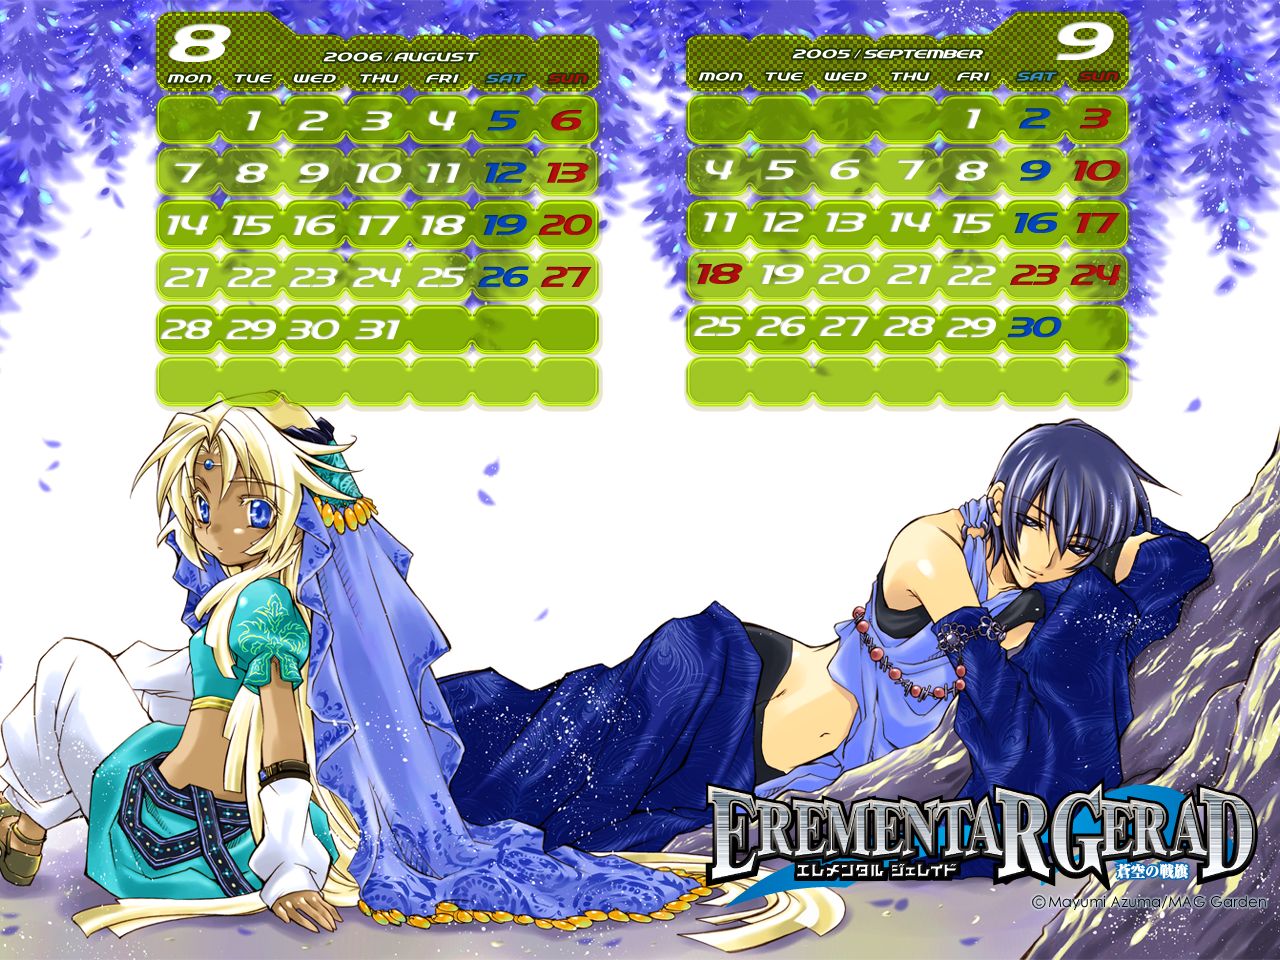 8
2006/AUGUST
MON TUE WED THU FRI SAT SUN
1 2 3 4 5 6
7 8 9 10 11 12 13
14 15 16 17 18 19 20
21 22 23 24 25 26 27
28 29 30 31
9
2005/SEPTEMBER
MON TUE WED THU FRI SAT SUN
1 2 3
4 5 6 7 8 9 10
11 12 13 14 15 16 17
18 19 20 21 22 23 24
25 26 27 28 29 30
EREMENTAR GERAD
エレメンタル ジェレイド
蒼空の戦旗
©Mayumi Azuma/MAG Garden